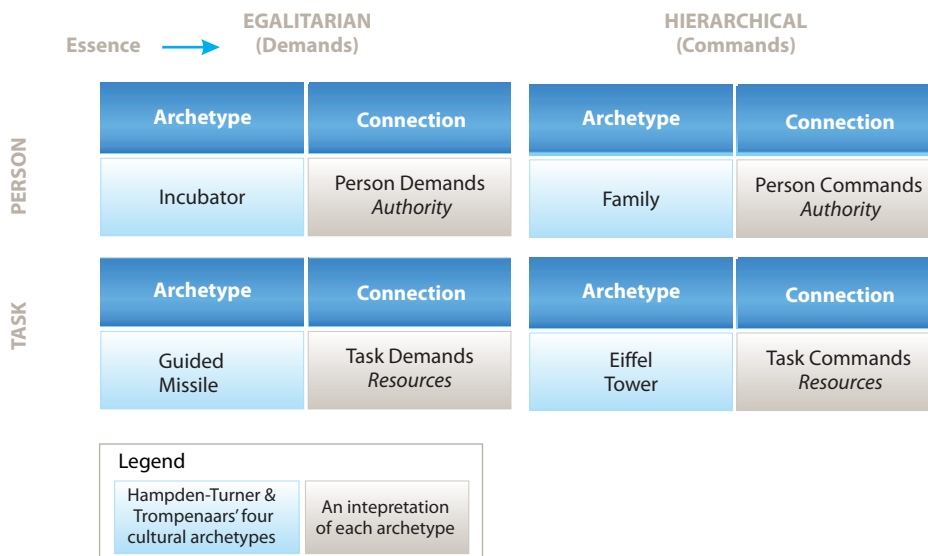 EGALITARIAN
(Demands)
HIERARCHICAL
(Commands)
Essence
PERSON
Archetype
Connection
Incubator
Person Demands
Authority
Archetype
Connection
Family
Person Commands
Authority
TASK
Archetype
Connection
Guided
Missile
Task Demands
Resources
Archetype
Connection
Eiffel
Tower
Task Commands
Resources
Legend
Hampden-Turner &
Trompenaars’ four
cultural archetypes
An intepretation
of each archetype